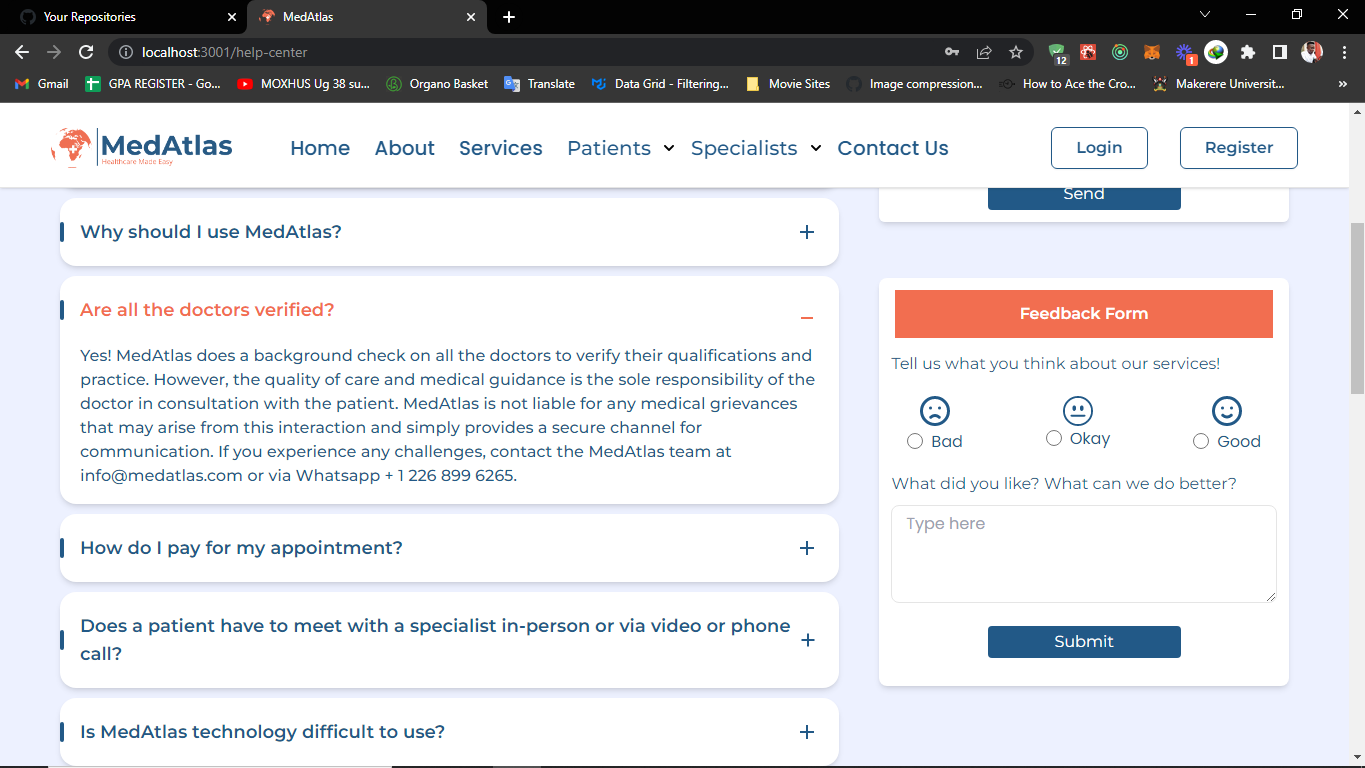 Your Repositories
MedAtlas
localhost:3001/help-center
12
1
Gmail
GPA REGISTER - Go...
MOXHUS Ug 38 su...
Organo Basket
Translate
Data Grid - Filtering...
Movie Sites
Image compression...
How to Ace the Cro...
Makerere Universit...
»
MedAtlas
Healthcare Made Easy
Home
About
Services
Patients
Specialists
Contact Us
Login
Register
Why should I use MedAtlas?
Are all the doctors verified?
Yes! MedAtlas does a background check on all the doctors to verify their qualifications and
practice. However, the quality of care and medical guidance is the sole responsibility of the
doctor in consultation with the patient. MedAtlas is not liable for any medical grievances
that may arise from this interaction and simply provides a secure channel for
communication. If you experience any challenges, contact the MedAtlas team at
info@medatlas.com or via Whatsapp + 1 226 899 6265.
How do I pay for my appointment?
Does a patient have to meet with a specialist in-person or via video or phone
call?
Is MedAtlas technology difficult to use?
Send
Feedback Form
Tell us what you think about our services!
Bad
Okay
Good
What did you like? What can we do better?
Type here
Submit